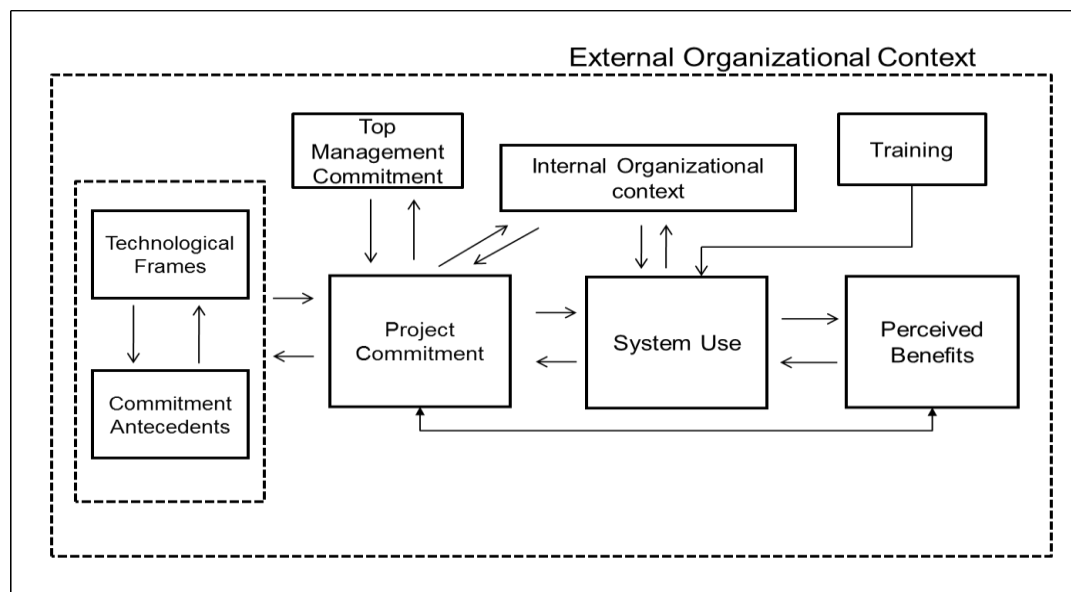 External Organizational Context
Top
Management
Commitment
Internal Organizational
context
Training
Technological
Frames
Project
Commitment
System Use
Perceived
Benefits
Commitment
Antecedents